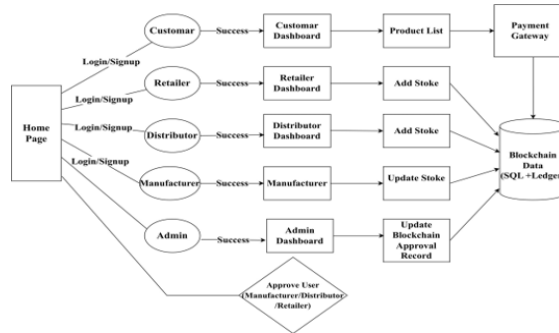 Customar
Success
Customar
Dashboard
Product List
Payment
Gateway
Login/Signup
Retailer
Success
Retailer
Dashboard
Add Stoke
Login/Signup
Home
Page
Login/Signup
Distributor
Success
Distributor
Dashboard
Add Stoke
Blockchain
Data
(SQL +Ledger
Login/Signup
Manufacturer
Success
Manufacturer
Update Stoke
Admin
Success
Admin
Dashboard
Update
Blockchain
Approval
Record
Approve User
(Manufacturer/Distributor
/Retailer)